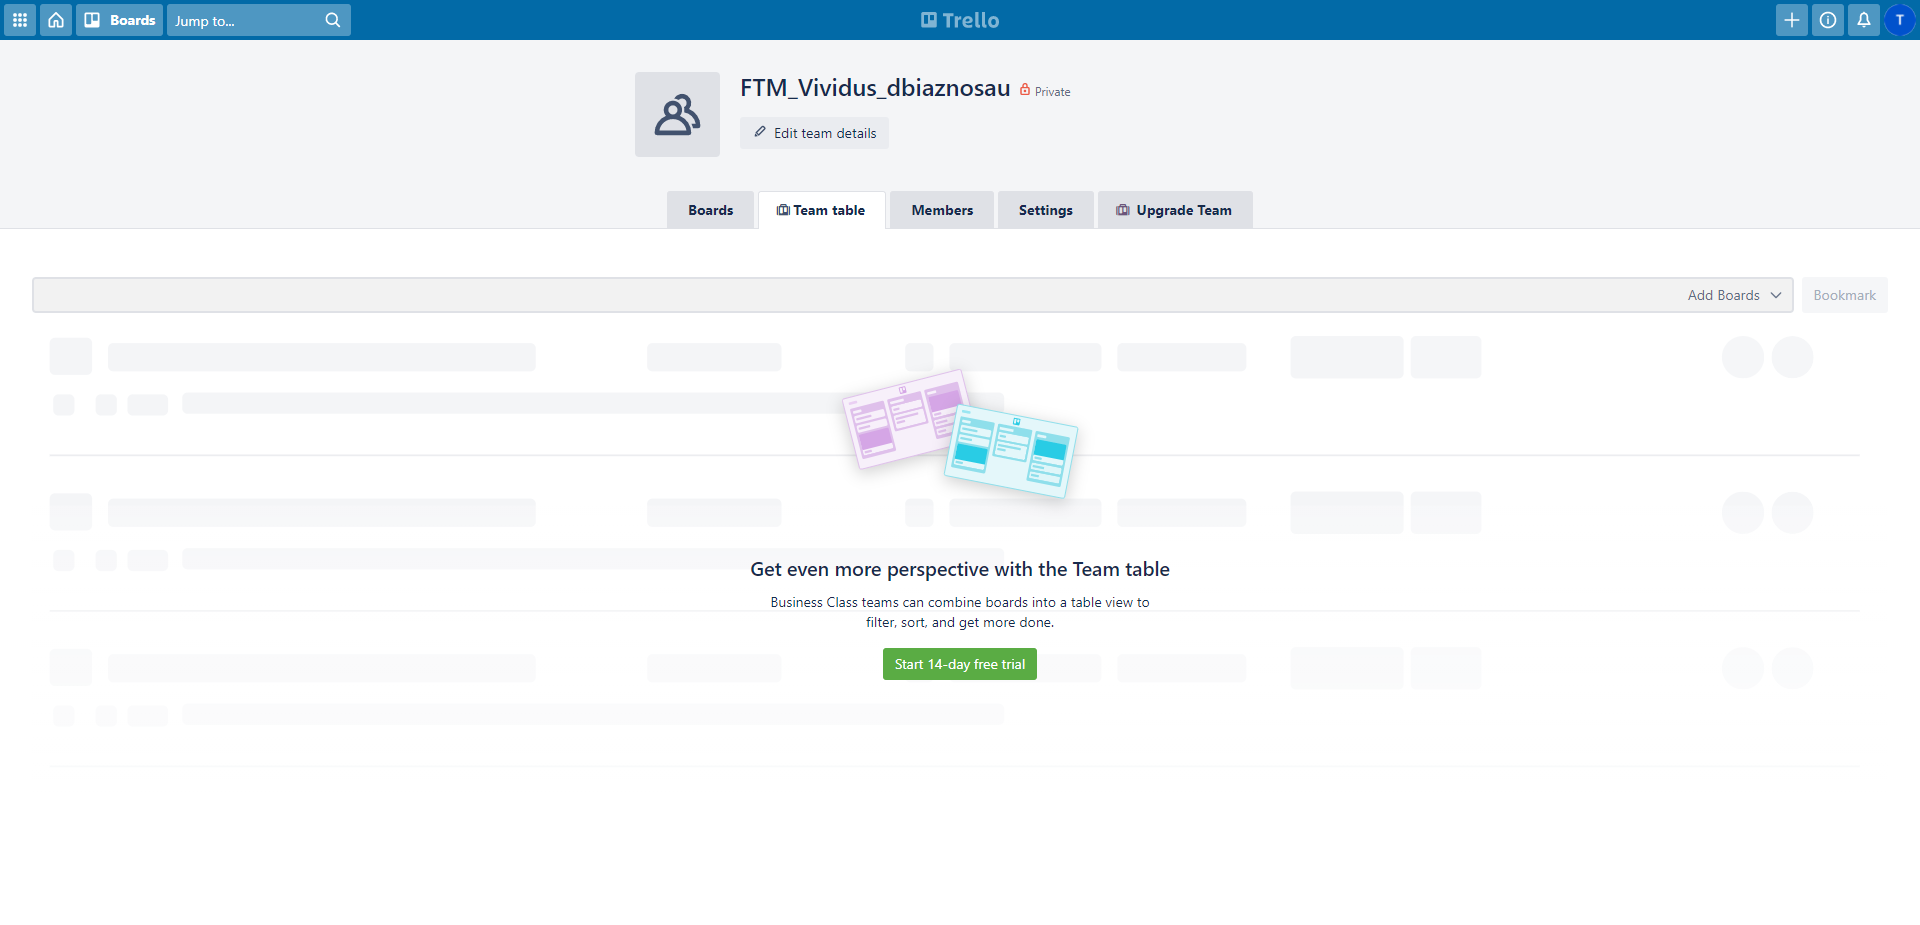 Boards
Jump to...
Trello
T
FTM_Vividus_dbiaznosau
Private
Edit team details
Boards
Team table
Members
Settings
Upgrade Team
Add Boards
Bookmark
Get even more perspective with the Team table
Business Class teams can combine boards into a table view to
filter, sort, and get more done.
Start 14-day free trial